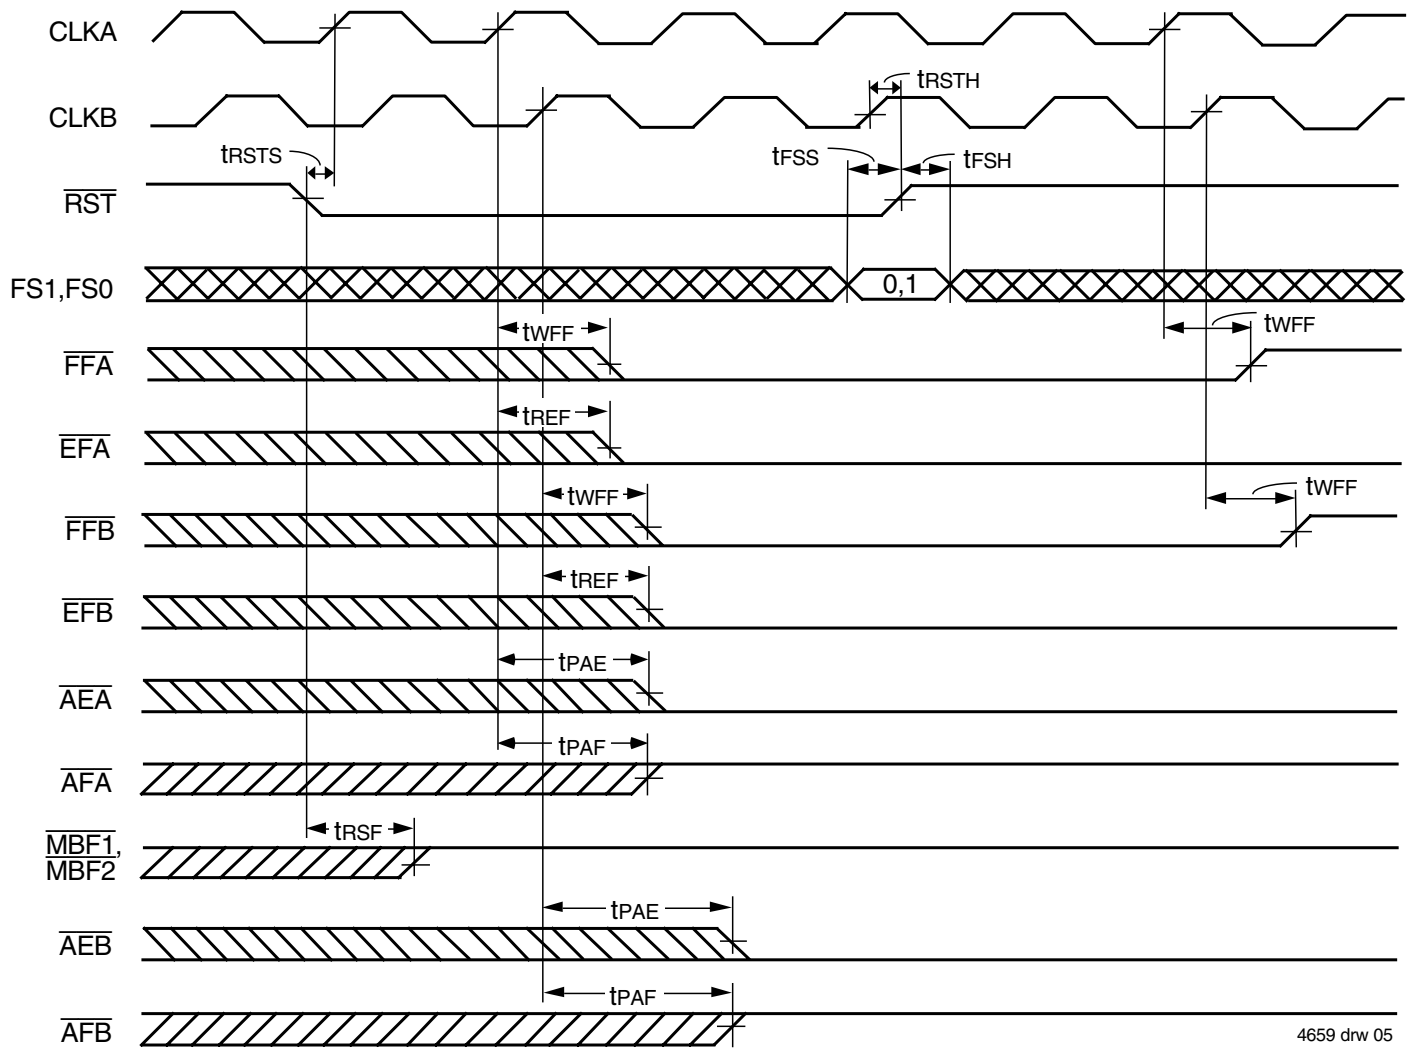 CLKA
tRSTH
CLKB
tRSTS
tFSS
tFSH
RST
FS1,FS0
0,1
tWFF
tWFF
FFA
tREF
EFA
tWFF
tWFF
FFB
tREF
EFB
tPAE
AEA
tPAF
AFA
tRSF
MBF1,
MBF2
tPAE
AEB
tPAF
AFB
4659 drw 05